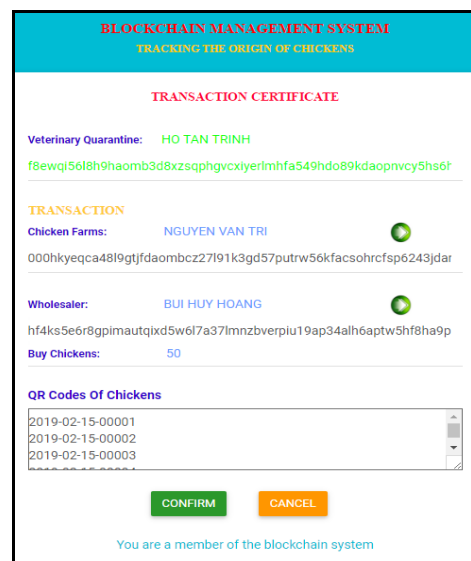 BLOCKCHAIN MANAGEMENT SYSTEM
TRACKING THE ORIGIN OF CHICKENS
TRANSACTION CERTIFICATE
Veterinary Quarantine: HO TAN TRINH
f8ewqi56l8h9haomb3d8xzsqphgvcxiyerlmhfa549hdo89kdaopnvcy5hs6h
TRANSACTION
Chicken Farms: NGUYEN VAN TRI
000hkyeqca48l9gtjfdaombcz27l91k3gd57putrw56kfacsohrcfsp6243jdar
Wholesaler: BUI HUY HOANG
hf4ks5e6r8gpimautqixd5w6l7a37lmnzbverpiu19ap34alh6aptw5hf8ha9p
Buy Chickens: 50
QR Codes Of Chickens
2019-02-15-00001
2019-02-15-00002
2019-02-15-00003
CONFIRM CANCEL
You are a member of the blockchain system